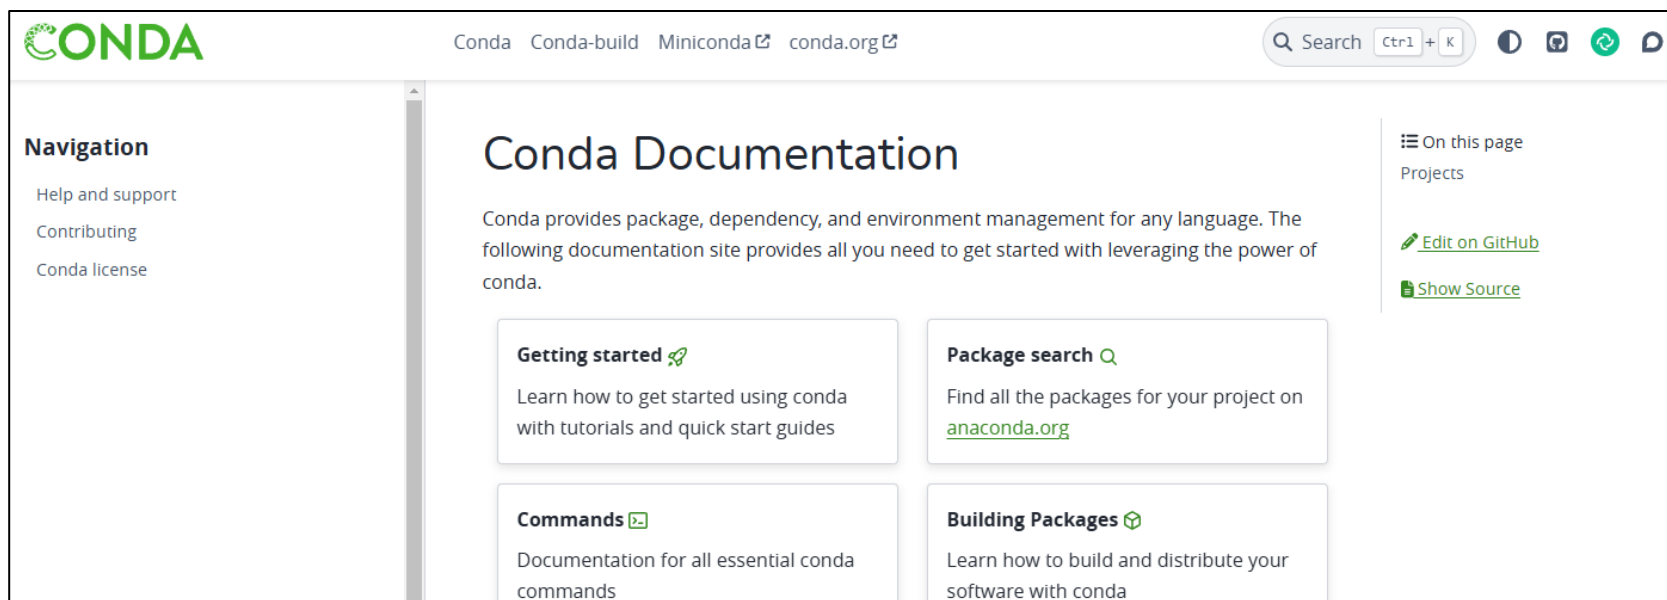 CONDA
Conda Conda-build Miniconda conda.org
Search Ctrl + K
Navigation
Help and support
Contributing
Conda license
Conda Documentation
Conda provides package, dependency, and environment management for any language. The
following documentation site provides all you need to get started with leveraging the power of
conda.
Getting started
Learn how to get started using conda
with tutorials and quick start guides
Package search
Find all the packages for your project on
anaconda.org
Commands
Documentation for all essential conda
commands
Building Packages
Learn how to build and distribute your
software with conda
On this page
Projects
Edit on GitHub
Show Source